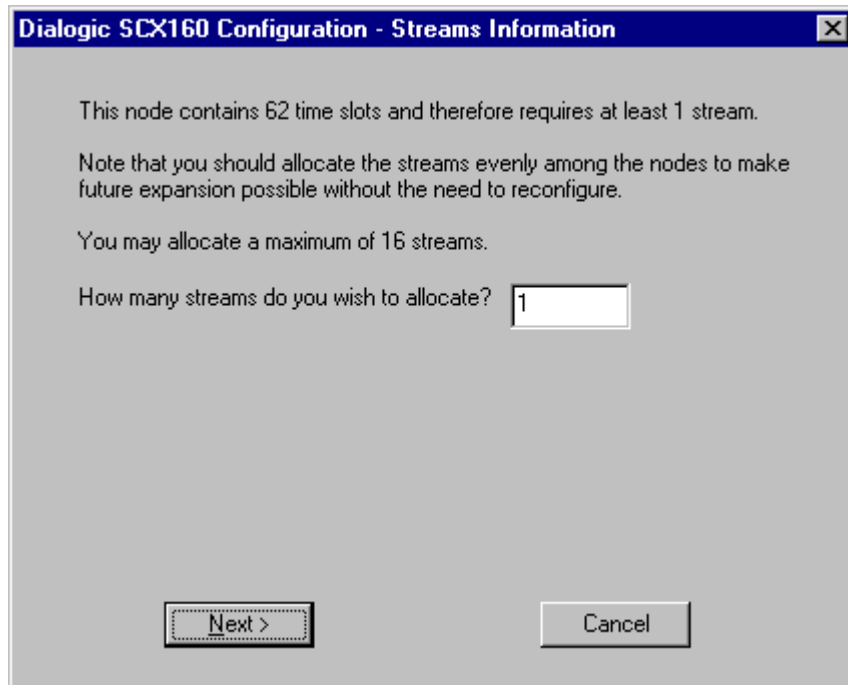 Dialogic SCX160 Configuration - Streams Information
This node contains 62 time slots and therefore requires at least 1 stream.
Note that you should allocate the streams evenly among the nodes to make
future expansion possible without the need to reconfigure.
You may allocate a maximum of 16 streams.
How many streams do you wish to allocate? 1
Next > Cancel